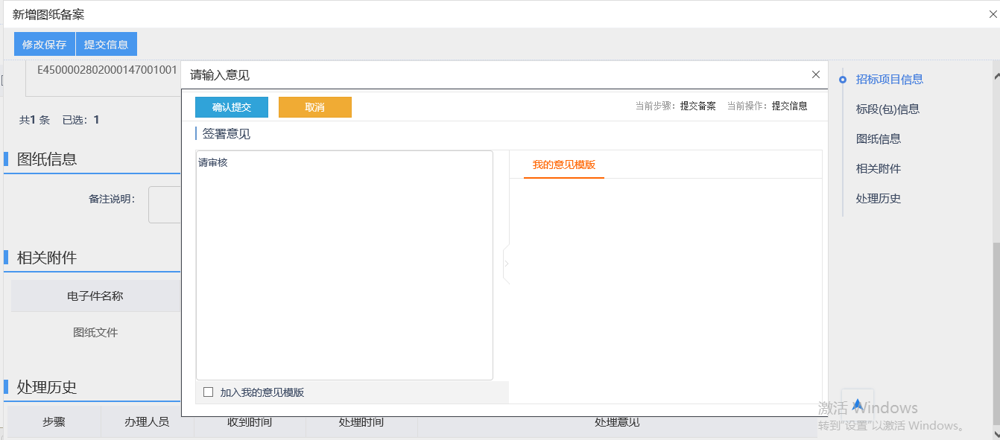 新增图纸备案
修改保存 提交信息
E4500002802000147001001
共1 条 已选：1
图纸信息
备注说明：
相关附件
电子件名称
图纸文件
处理历史
步骤 办理人员 收到时间 处理时间 处理意见
请输入意见
确认提交 取消 当前步骤：提交备案 当前操作：提交信息
签署意见
请审核
我的意见模版
加入我的意见模版
招标项目信息
标段(包)信息
图纸信息
相关附件
处理历史
激活 Windows
转到“设置”以激活 Windows。